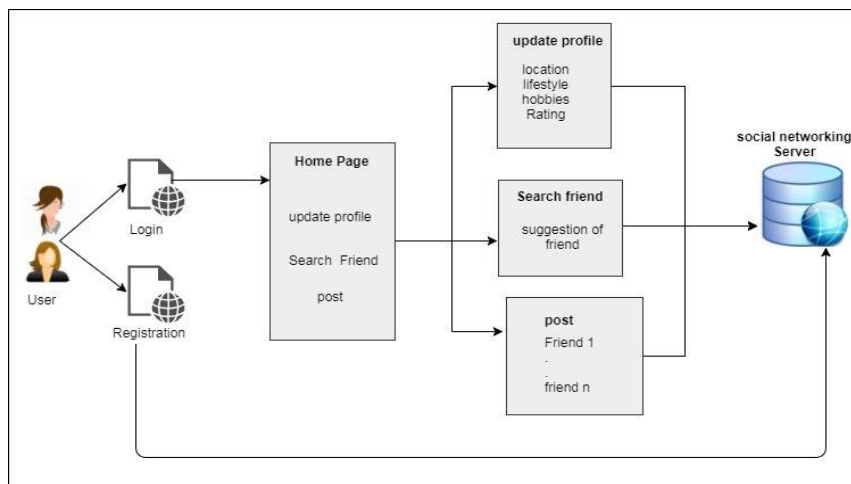 User
Login
Registration
Home Page
update profile
Search Friend
post
update profile
location
lifestyle
hobbies
Rating
Search friend
suggestion of
friend
post
Friend 1
.
.
friend n
social networking
Server